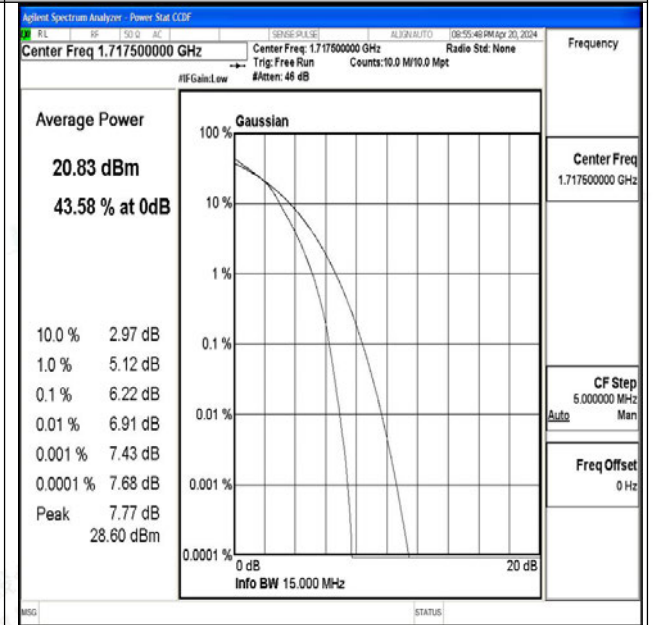 Agilent Spectrum Analyzer - Power Stat CCDF
RL RF 50 Ω AC SENSE:PULSE ALIGN AUTO 08:55:48 PM Apr 20, 2024
Center Freq 1.717500000 GHz
Center Freq: 1.717500000 GHz Radio Std: None
Trig: Free Run Counts:10.0 M/10.0 Mpt
#IFGain:Low #Atten: 46 dB
Frequency
Average Power
20.83 dBm
43.58 % at 0dB
10.0 % 2.97 dB
1.0 % 5.12 dB
0.1 % 6.22 dB
0.01 % 6.91 dB
0.001 % 7.43 dB
0.0001 % 7.68 dB
Peak 7.77 dB
28.60 dBm
Gaussian
100 %
10 %
1 %
0.1 %
0.01 %
0.001 %
0.0001 %
0 dB 20 dB
Info BW 15.000 MHz
Center Freq
1.717500000 GHz
CF Step
5.000000 MHz
Auto Man
Freq Offset
0 Hz
MSG STATUS